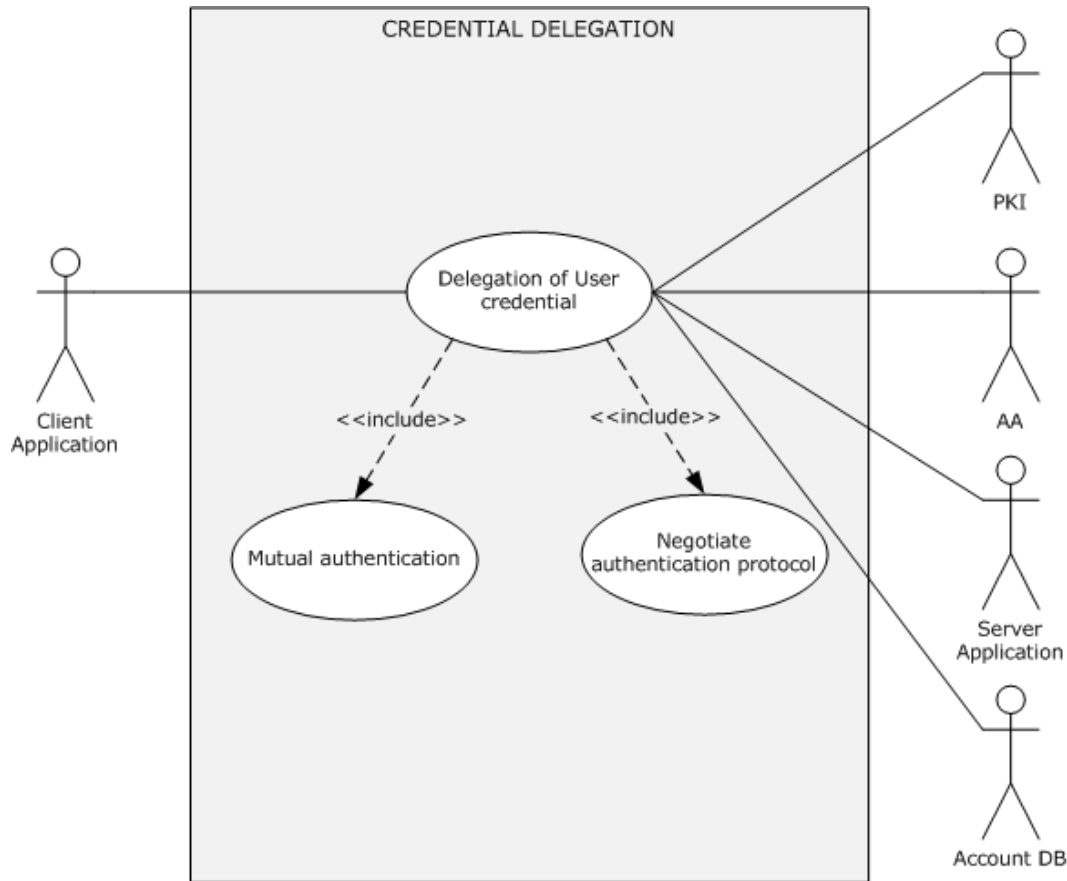 CREDENTIAL DELEGATION
PKI
Delegation of User
credential
Client
Application
AA
<<include>>
<<include>>
Mutual authentication
Negotiate
authentication protocol
Server
Application
Account DB